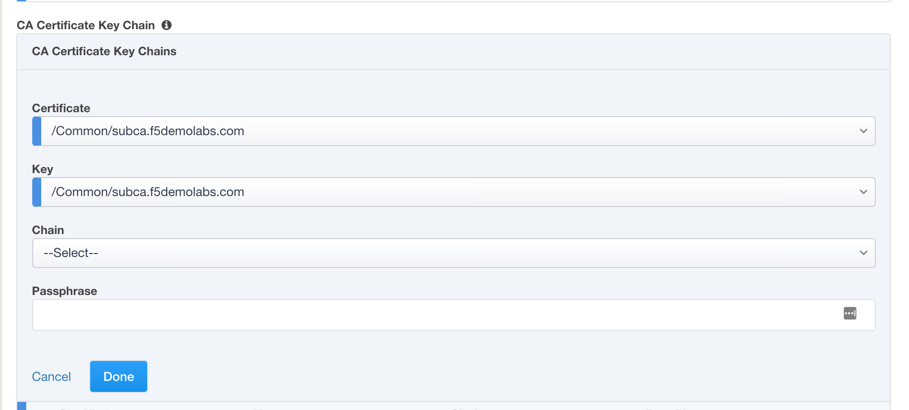 CA Certificate Key Chain
CA Certificate Key Chains
Certificate
/Common/subca.f5demolabs.com
Key
/Common/subca.f5demolabs.com
Chain
--Select--
Passphrase
Cancel Done